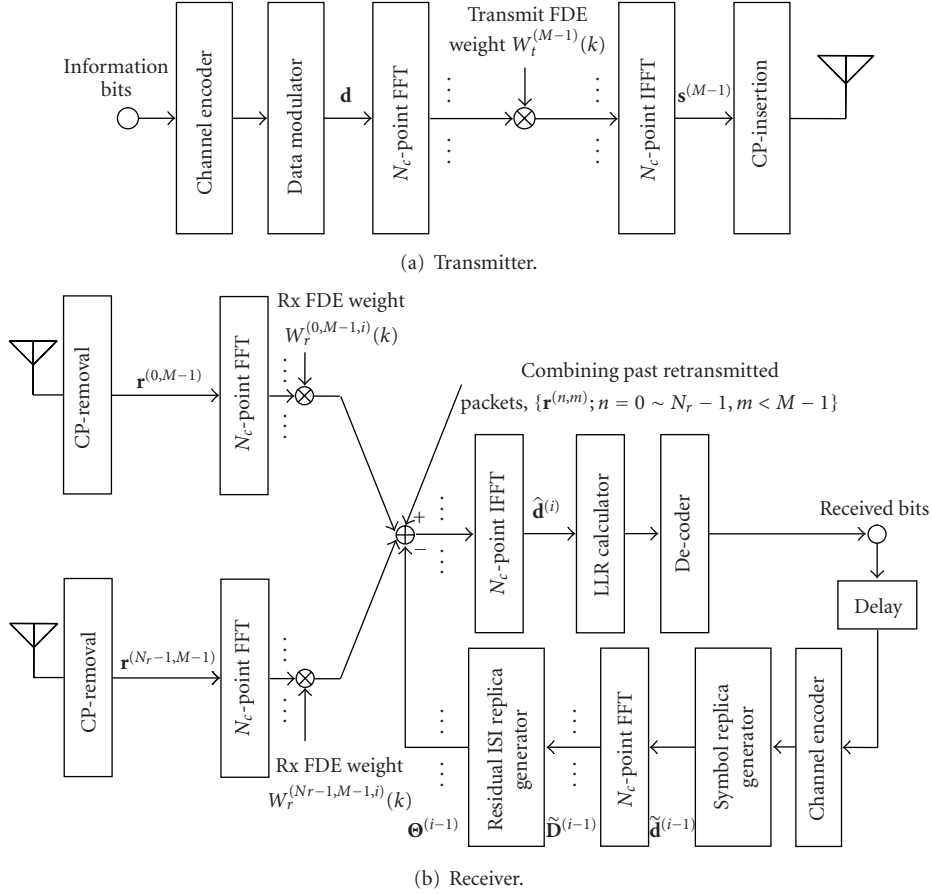 Transmit FDE
weight W_t^{(M−1)}(k)
Information
bits
Channel encoder
Data modulator
d
N_c-point FFT
N_c-point IFFT
s^{(M−1)}
CP-insertion
(a) Transmitter.
Rx FDE weight
W_r^{(0,M−1,i)}(k)
CP-removal
r^{(0,M−1)}
N_c-point FFT
Combining past retransmitted
packets, {r^{(n,m)}; n = 0 ∼ N_r − 1, m < M − 1}
+
−
N_c-point IFFT
d̂^{(i)}
LLR calculator
De-coder
Received bits
Delay
CP-removal
r^{(N_r−1,M−1)}
N_c-point FFT
Rx FDE weight
W_r^{(Nr−1,M−1,i)}(k)
Θ^{(i−1)}
Residual ISI replica
generator
D̃^{(i−1)}
N_c-point FFT
d̃^{(i−1)}
Symbol replica
generator
Channel encoder
(b) Receiver.